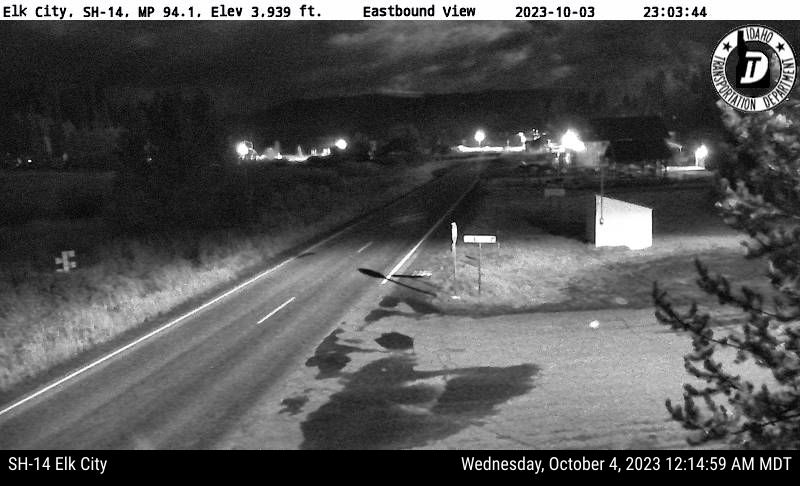 Elk City, SH-14, MP 94.1, Elev 3,939 ft. Eastbound View 2023-10-03 23:03:44
IDAHO
TRANSPORTATION DEPARTMENT
SH-14 Elk City Wednesday, October 4, 2023 12:14:59 AM MDT